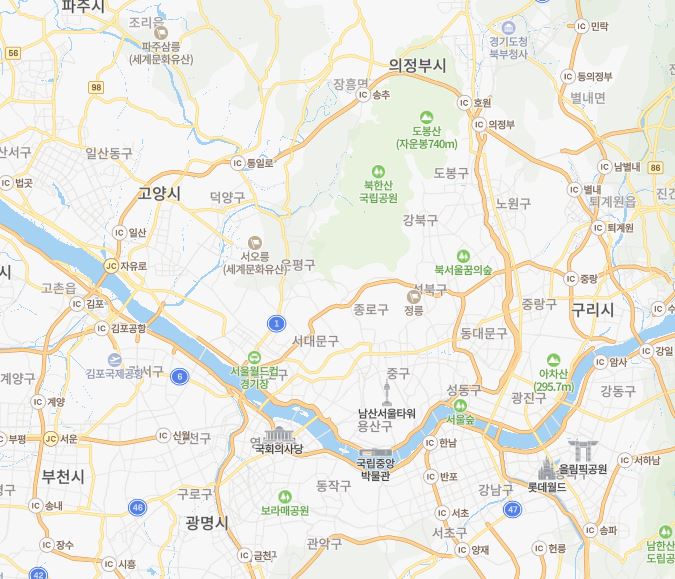 파주시
조리읍
파주삼릉
(세계문화유산)
56
98
의정부시
장흥면
IC 송추
경기도청
북부청사
IC 민락
IC 동의정부
별내면
IC 호원
IC 의정부
도봉산
(자운봉740m)
도봉구
북한산
국립공원
강북구
노원구
IC 남별내
86
IC 별내
퇴계원읍
IC 퇴계원
일산동구
IC 통일로
IC 법곳
고양시
덕양구
IC 일산
서오릉
(세계문화유산)
은평구
북서울꿈의숲
성북구
정릉
IC 중랑
중랑구
구리시
JC 자유로
고촌읍
IC 김포
IC 김포공항
김포국제공항
종로구
1
서대문구
동대문구
계양구
6
서울월드컵
경기장
중구
남산서울타워
용산구
성동구
서울숲
아차산
(295.7m)
광진구
IC 암사
IC 강일
강동구
IC 계양
IC 부평
JC 서운
IC 신월
국회의사당
국립중앙
박물관
IC 한남
올림픽공원
IC 서하남
롯데월드
부천시
IC 송내
구로구
46
보라매공원
동작구
IC 반포
강남구
47
IC 서초
서초구
광명시
관악구
IC 송파
남한산
도립공원
IC 장수
IC 시흥
42
IC 금천
IC 양재
IC 헌릉